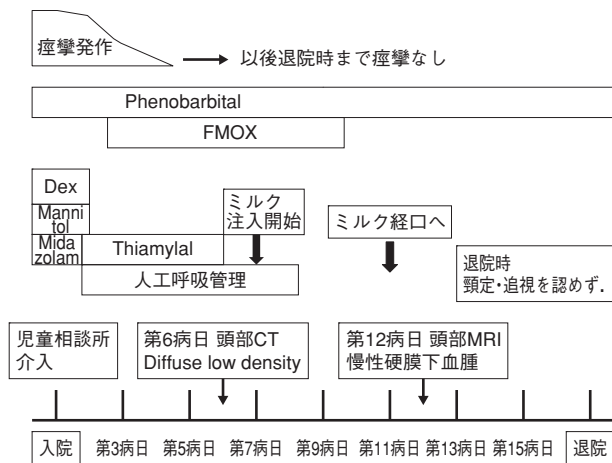 痙攣発作
以後退院時まで痙攣なし
Phenobarbital
FMOX
Dex
Manni
tol
Mida
zolam
Thiamylal
人工呼吸管理
ミルク
注入開始
ミルク経口へ
退院時
頸定・追視を認めず.
児童相談所
介入
第6病日 頭部CT
Diffuse low density
第12病日 頭部MRI
慢性硬膜下血腫
入院 第3病日 第5病日 第7病日 第9病日 第11病日 第13病日 第15病日 退院